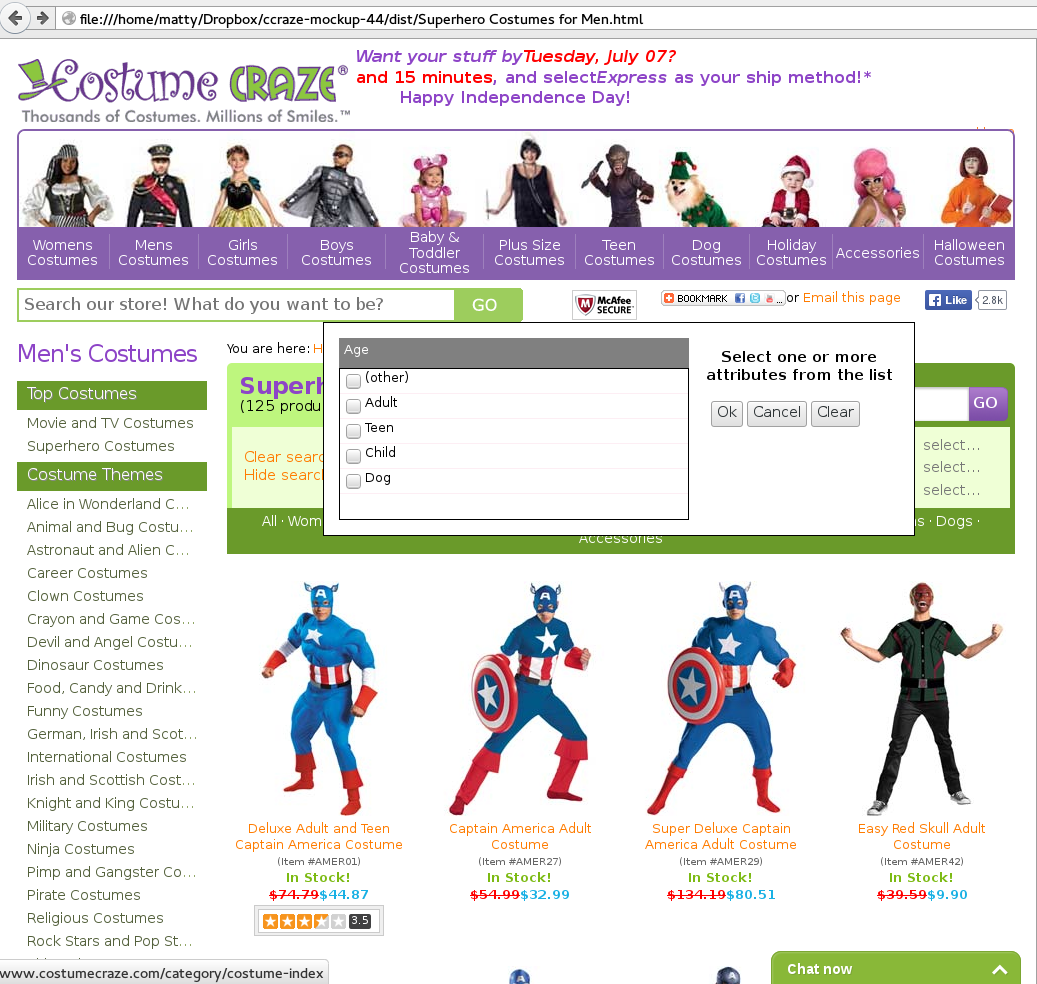 file:///home/matty/Dropbox/ccraze-mockup-44/dist/Superhero Costumes for Men.html
Costume CRAZE®
Thousands of Costumes. Millions of Smiles.™
Want your stuff byTuesday, July 07?
and 15 minutes, and selectExpress as your ship method!*
Happy Independence Day!
Womens Costumes
Mens Costumes
Girls Costumes
Boys Costumes
Baby & Toddler Costumes
Plus Size Costumes
Teen Costumes
Dog Costumes
Holiday Costumes
Accessories
Halloween Costumes
Search our store! What do you want to be?
GO
McAfee SECURE™
BOOKMARK
or Email this page
Like
2.8k
Men's Costumes
Top Costumes
Movie and TV Costumes
Superhero Costumes
Costume Themes
Alice in Wonderland C...
Animal and Bug Costu...
Astronaut and Alien C...
Career Costumes
Clown Costumes
Crayon and Game Cos...
Devil and Angel Costu...
Dinosaur Costumes
Food, Candy and Drink...
Funny Costumes
German, Irish and Scot...
International Costumes
Irish and Scottish Cost...
Knight and King Costu...
Military Costumes
Ninja Costumes
Pimp and Gangster Co...
Pirate Costumes
Religious Costumes
Rock Stars and Pop St...
You are here: H
Superh
(125 produ
GO
Clear searc
Hide search
select...
select...
select...
All · Wom
s · Dogs ·
Accessories
Age
(other)
Adult
Teen
Child
Dog
Select one or more
attributes from the list
Ok
Cancel
Clear
Deluxe Adult and Teen
Captain America Costume
(Item #AMER01)
In Stock!
$74.79$44.87
3.5
Captain America Adult
Costume
(Item #AMER27)
In Stock!
$54.99$32.99
Super Deluxe Captain
America Adult Costume
(Item #AMER29)
In Stock!
$134.19$80.51
Easy Red Skull Adult
Costume
(Item #AMER42)
In Stock!
$39.59$9.90
www.costumecraze.com/category/costume-index
Chat now